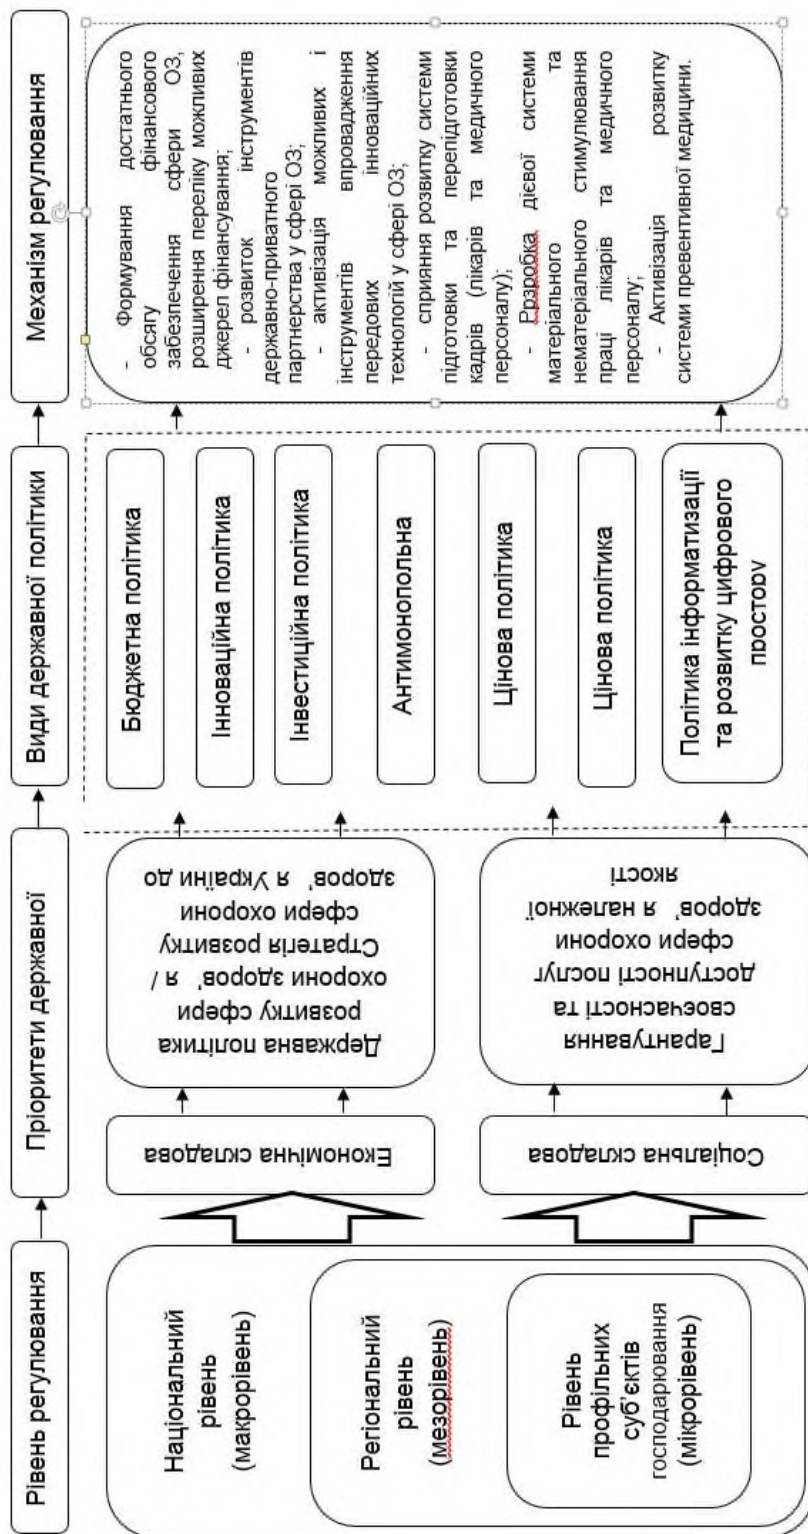 Рівень регулювання
Пріоритети державної
Види державної політики
Механізм регулювання
Національний
рівень
(макрорівень)
Регіональний
рівень
(мезорівень)
Рівень
профільних
суб’єктів
господарювання
(мікрорівень)
Економічна складова
Соціальна складова
Державна політика
розвитку сфери
охорони здоров’ я /
Стратегія розвитку
сфери охорони
здоров’ я України до
Гарантування
своєчасності та
доступності послуг
сфери охорони
здоров’ я належної
якості
Бюджетна політика
Інноваційна політика
Інвестиційна політика
Антимонопольна
Цінова політика
Цінова політика
Політика інформатизації
та розвитку цифрового
простору
- Формування достатнього
обсягу фінансового
забезпечення сфери ОЗ,
розширення переліку можливих
джерел фінансування;
- розвиток інструментів
державно-приватного
партнерства у сфері ОЗ;
- активізація можливих і
інструментів впровадження
передових інноваційних
технологій у сфері ОЗ;
- сприяння розвитку системи
підготовки та перепідготовки
кадрів (лікарів та медичного
персоналу);
- Ррзробка дієвої системи
матеріального та
нематеріального стимулювання
праці лікарів та медичного
персоналу;
- Активізація розвитку
системи превентивної медицини.